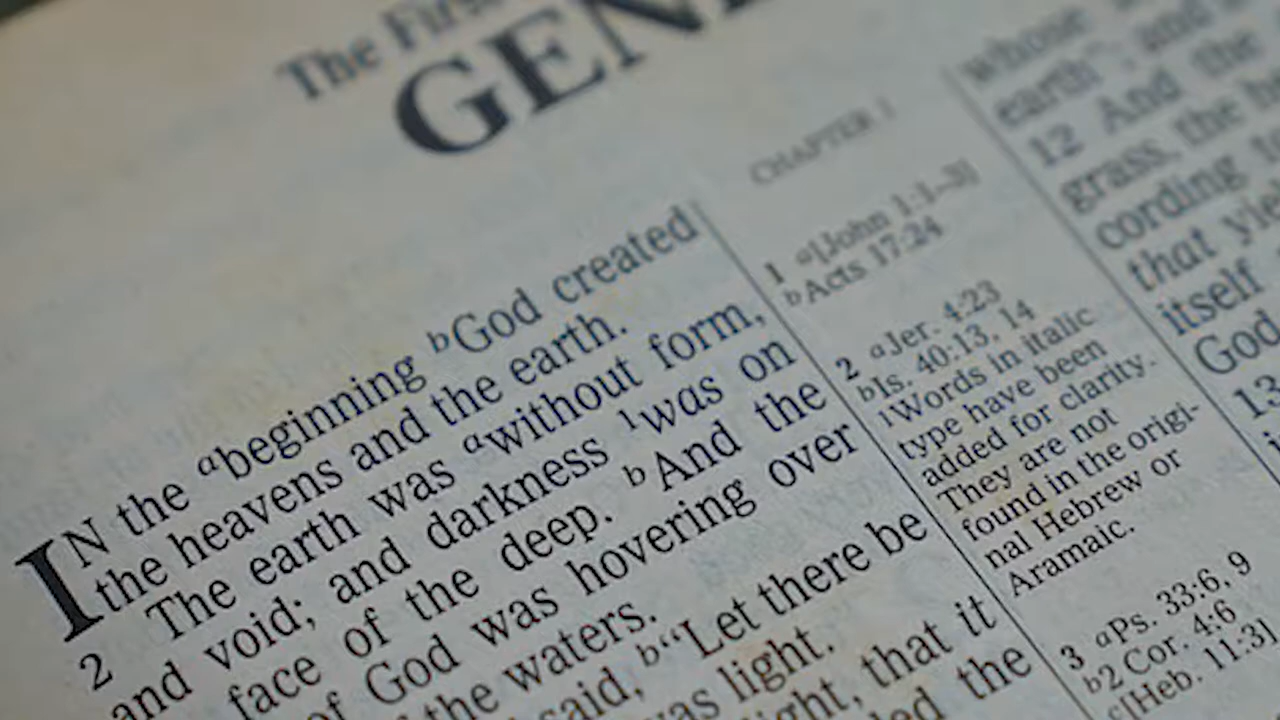 The First
GENE
IN the ᵃbeginning ᵇGod created
the heavens and the earth.
2 The earth was ᵃwithout form,
and void; and darkness ¹was on
face of the deep. ᵇAnd the
of God was hovering over
the waters.
said, ᵇ“Let there be
was light.
light, that it
the
CHAPTER 1
1 ᵃ[John 1:1–3]
ᵇActs 17:24
2 ᵃJer. 4:23
ᵇIs. 40:13, 14
¹Words in italic
type have been
added for clarity.
They are not
found in the origi-
nal Hebrew or
Aramaic.
3 ᵃPs. 33:6, 9
ᵇ2 Cor. 4:6
ᶜ[Heb. 11:3]
whose
earth”; and
12 And the
grass, the
cording
that
itself
God
13